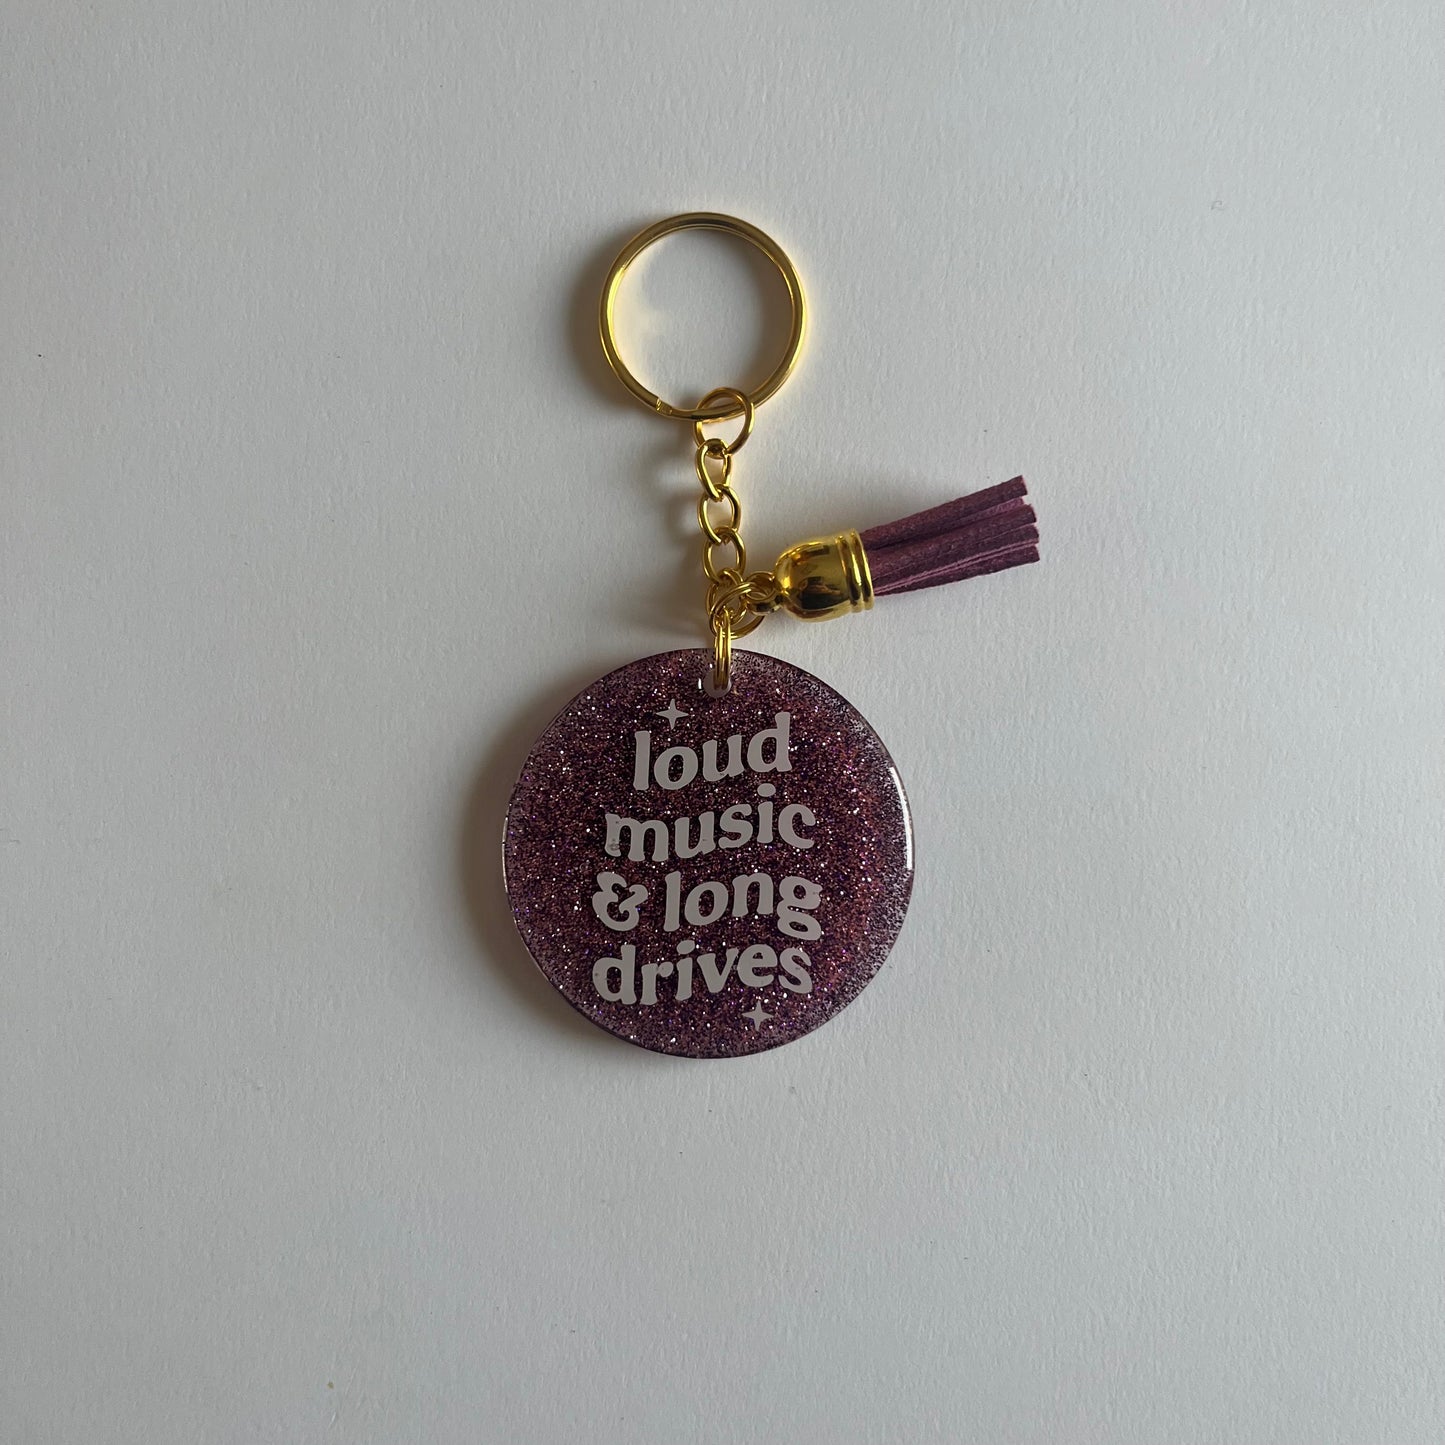 loud
music
& long
drives